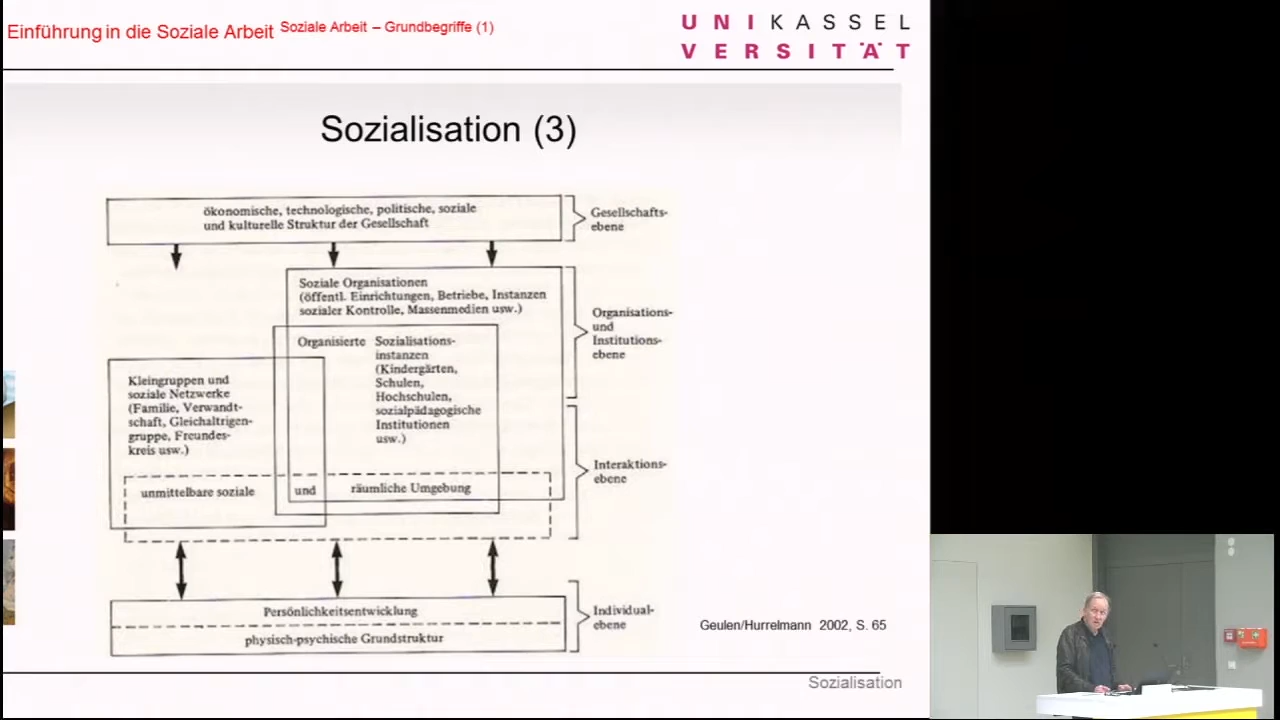 Einführung in die Soziale Arbeit Soziale Arbeit – Grundbegriffe (1)
UNIKASSEL
VERSITÄT
Sozialisation (3)
ökonomische, technologische, politische, soziale
und kulturelle Struktur der Gesellschaft
Gesellschafts-
ebene
Soziale Organisationen
(öffentl. Einrichtungen, Betriebe, Instanzen
sozialer Kontrolle, Massenmedien usw.)
Organisations-
und
Institutions-
ebene
Organisierte Sozialisations-
instanzen
(Kindergärten,
Schulen,
Hochschulen,
sozialpädagogische
Institutionen
usw.)
Kleingruppen und
soziale Netzwerke
(Familie, Verwandt-
schaft, Gleichaltrigen-
gruppe, Freundes-
kreis usw.)
Interaktions-
ebene
unmittelbare soziale und räumliche Umgebung
Persönlichkeitsentwicklung
physisch-psychische Grundstruktur
Individual-
ebene
Geulen/Hurrelmann 2002, S. 65
Sozialisation